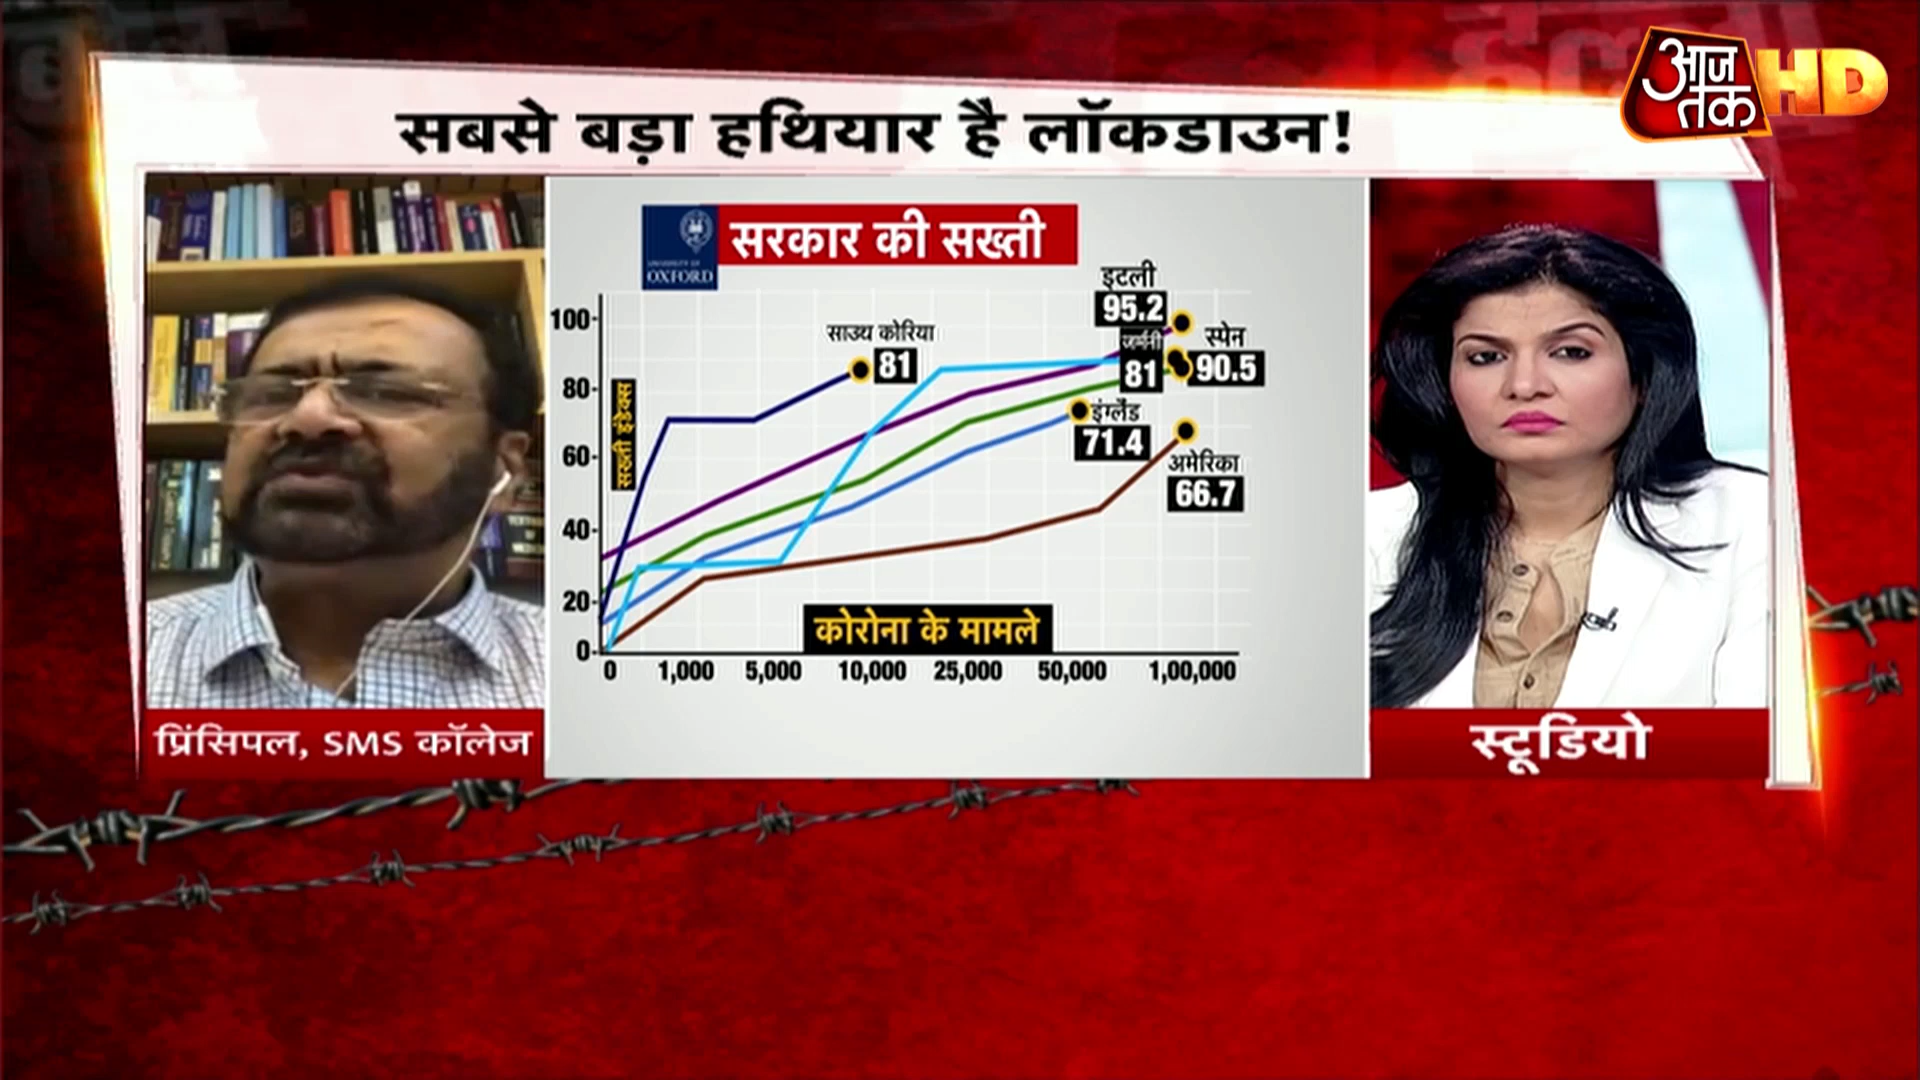 आज
तक HD
सबसे बड़ा हथियार है लॉकडाउन!
UNIVERSITY OF
OXFORD
सरकार की सख्ती
इटली
95.2
साउथ कोरिया
81
जर्मनी
81
स्पेन
90.5
इंग्लैंड
71.4
अमेरिका
66.7
सख्ती इंडेक्स
100
80
60
40
20
0
कोरोना के मामले
0 1,000 5,000 10,000 25,000 50,000 1,00,000
प्रिंसिपल, SMS कॉलेज
स्टूडियो